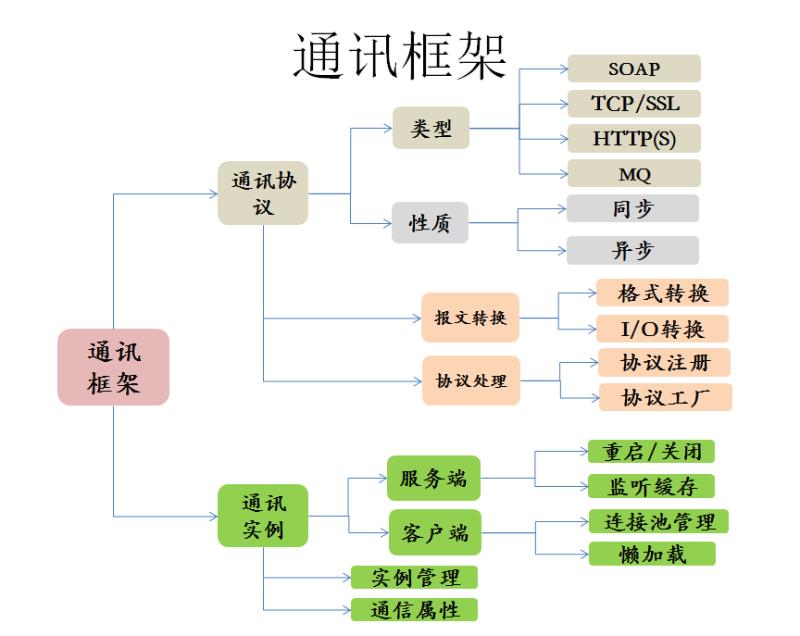 通讯框架
SOAP
TCP/SSL
类型
HTTP(S)
MQ
通讯协
议
同步
性质
异步
格式转换
报文转换
I/O转换
通讯
框架
协议注册
协议处理
协议工厂
重启/关闭
服务端
监听缓存
通讯
实例
连接池管理
客户端
懒加载
实例管理
通信属性